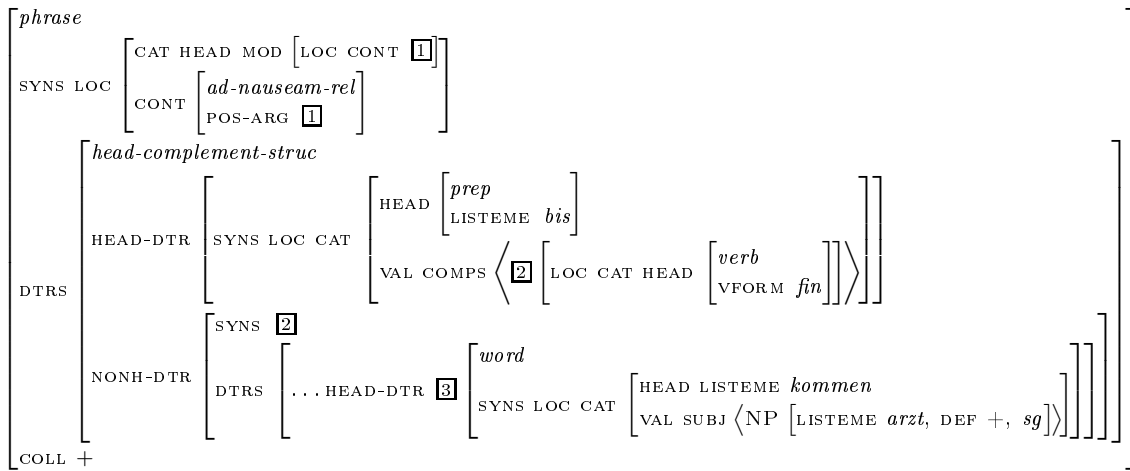 phrase
SYNS LOC
CAT HEAD MOD [LOC CONT 1]
CONT [ad-nauseam-rel
POS-ARG 1]
DTRS
head-complement-struc
HEAD-DTR
SYNS LOC CAT
HEAD [prep
LISTEME bis]
VAL COMPS ⟨2 [LOC CAT HEAD [verb
VFORM fin]]⟩
NONH-DTR
SYNS 2
DTRS [...HEAD-DTR 3
word
SYNS LOC CAT
HEAD LISTEME kommen
VAL SUBJ ⟨NP [LISTEME arzt, DEF +, sg]⟩
COLL +